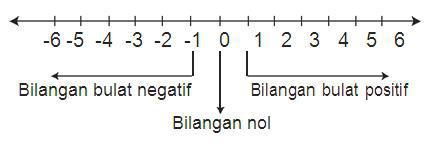 -6 -5 -4 -3 -2 -1 0 1 2 3 4 5 6
Bilangan bulat negatif
Bilangan bulat positif
Bilangan nol